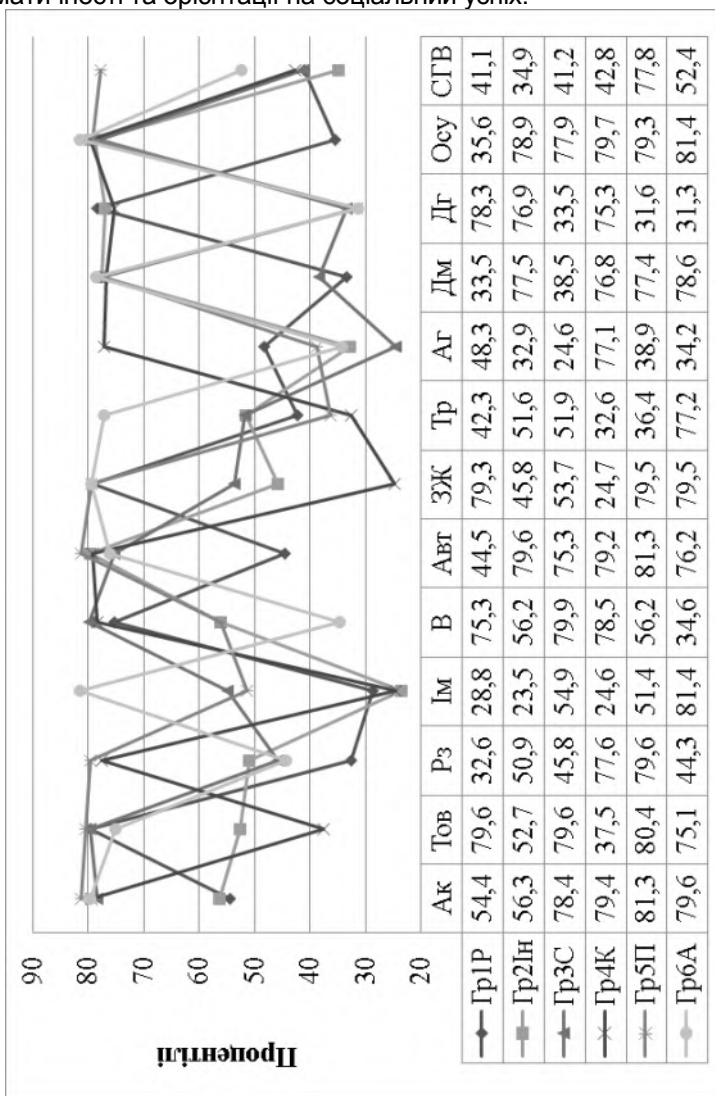 матичності та орієнтації на соціальний успіх.
Процентілі
90
80
70
60
50
40
30
20
Ак Тов Рз Ім В Авт ЗЖ Тр Аг Дм Дг Осу СГВ
Гр1Р 54,4 79,6 32,6 28,8 75,3 44,5 79,3 42,3 48,3 33,5 78,3 35,6 41,1
Гр2Ін 56,3 52,7 50,9 23,5 56,2 79,6 45,8 51,6 32,9 77,5 76,9 78,9 34,9
Гр3С 78,4 79,6 45,8 54,9 79,9 75,3 53,7 51,9 24,6 38,5 33,5 77,9 41,2
Гр4К 79,4 37,5 77,6 24,6 78,5 79,2 24,7 32,6 77,1 76,8 75,3 79,7 42,8
Гр5П 81,3 80,4 79,6 51,4 56,2 81,3 79,5 36,4 38,9 77,4 31,6 79,3 77,8
Гр6А 79,6 75,1 44,3 81,4 34,6 76,2 79,5 77,2 34,2 78,6 31,3 81,4 52,4